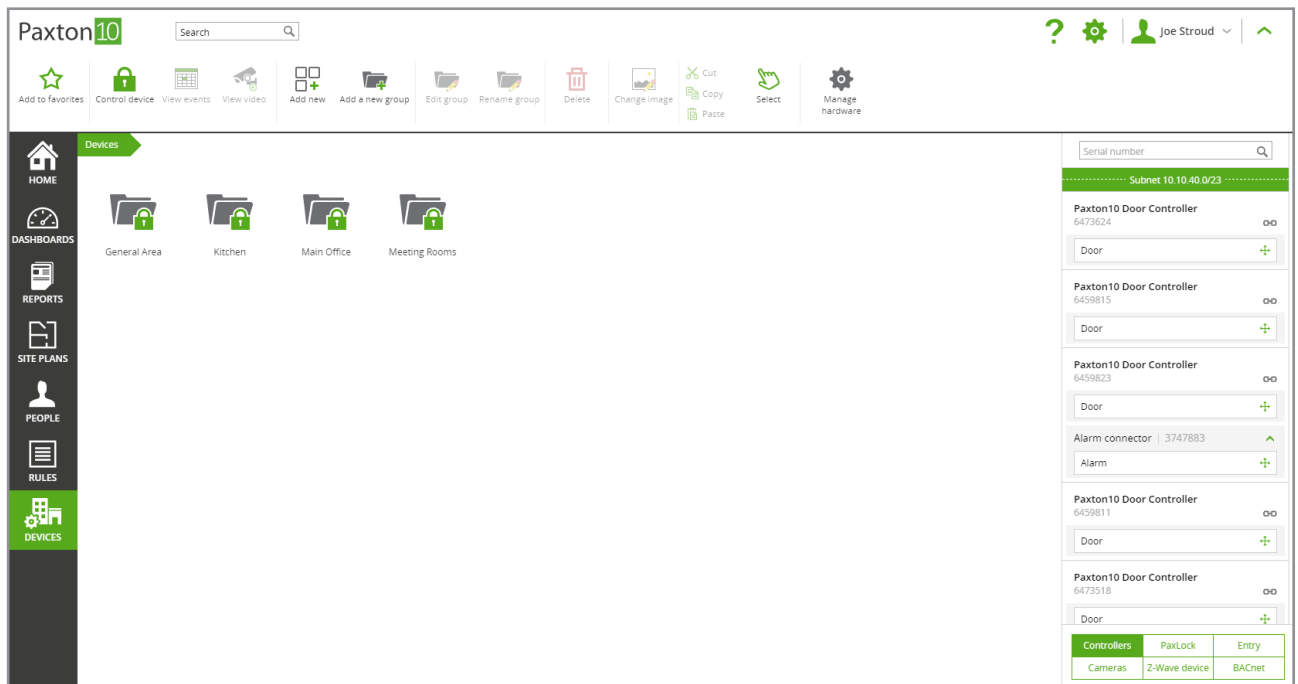 Paxton10
Search
Joe Stroud
Add to favorites
Control device
View events
View video
Add new
Add a new group
Edit group
Rename group
Delete
Change image
Cut
Copy
Paste
Select
Manage
hardware
HOME
DASHBOARDS
REPORTS
SITE PLANS
PEOPLE
RULES
DEVICES
Devices
General Area
Kitchen
Main Office
Meeting Rooms
Serial number
Subnet 10.10.40.0/23
Paxton10 Door Controller
6473624
Door
Paxton10 Door Controller
6459815
Door
Paxton10 Door Controller
6459823
Door
Alarm connector | 3747883
Alarm
Paxton10 Door Controller
6459811
Door
Paxton10 Door Controller
6473518
Door
Controllers
PaxLock
Entry
Cameras
Z-Wave device
BACnet